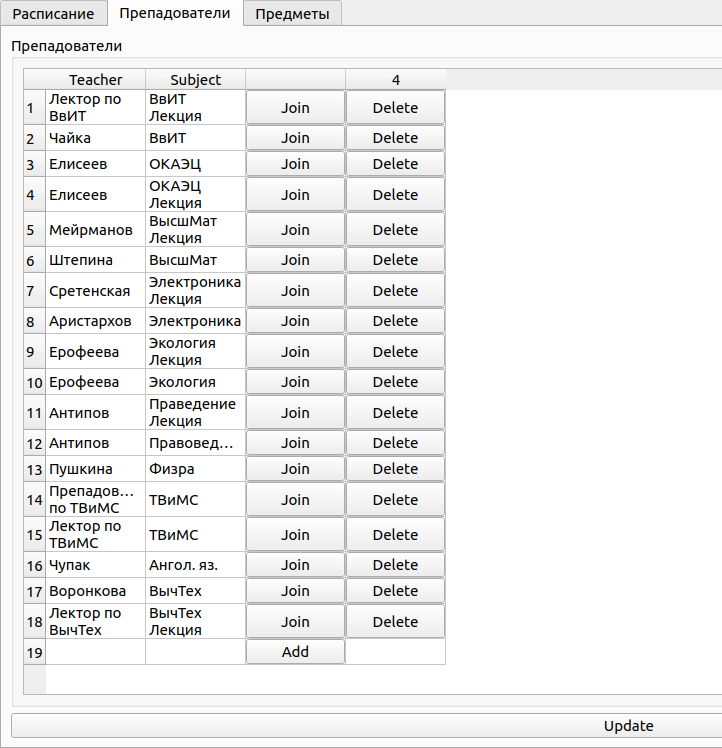 Расписание Преподователи Предметы
Преподователи
Teacher Subject 4
1 Лектор по ВвИТ ВвИТ Лекция Join Delete
2 Чайка ВвИТ Join Delete
3 Елисеев ОКАЭЦ Join Delete
4 Елисеев ОКАЭЦ Лекция Join Delete
5 Мейрманов ВысшМат Лекция Join Delete
6 Штепина ВысшМат Join Delete
7 Сретенская Электроника Лекция Join Delete
8 Аристархов Электроника Join Delete
9 Ерофеева Экология Лекция Join Delete
10 Ерофеева Экология Join Delete
11 Антипов Праведение Лекция Join Delete
12 Антипов Правовед… Join Delete
13 Пушкина Физра Join Delete
14 Препадов… по ТВиМС ТВиМС Join Delete
15 Лектор по ТВиМС ТВиМС Join Delete
16 Чупак Ангол. яз. Join Delete
17 Воронкова ВычТех Join Delete
18 Лектор по ВычТех ВычТех Лекция Join Delete
19 Add
Update